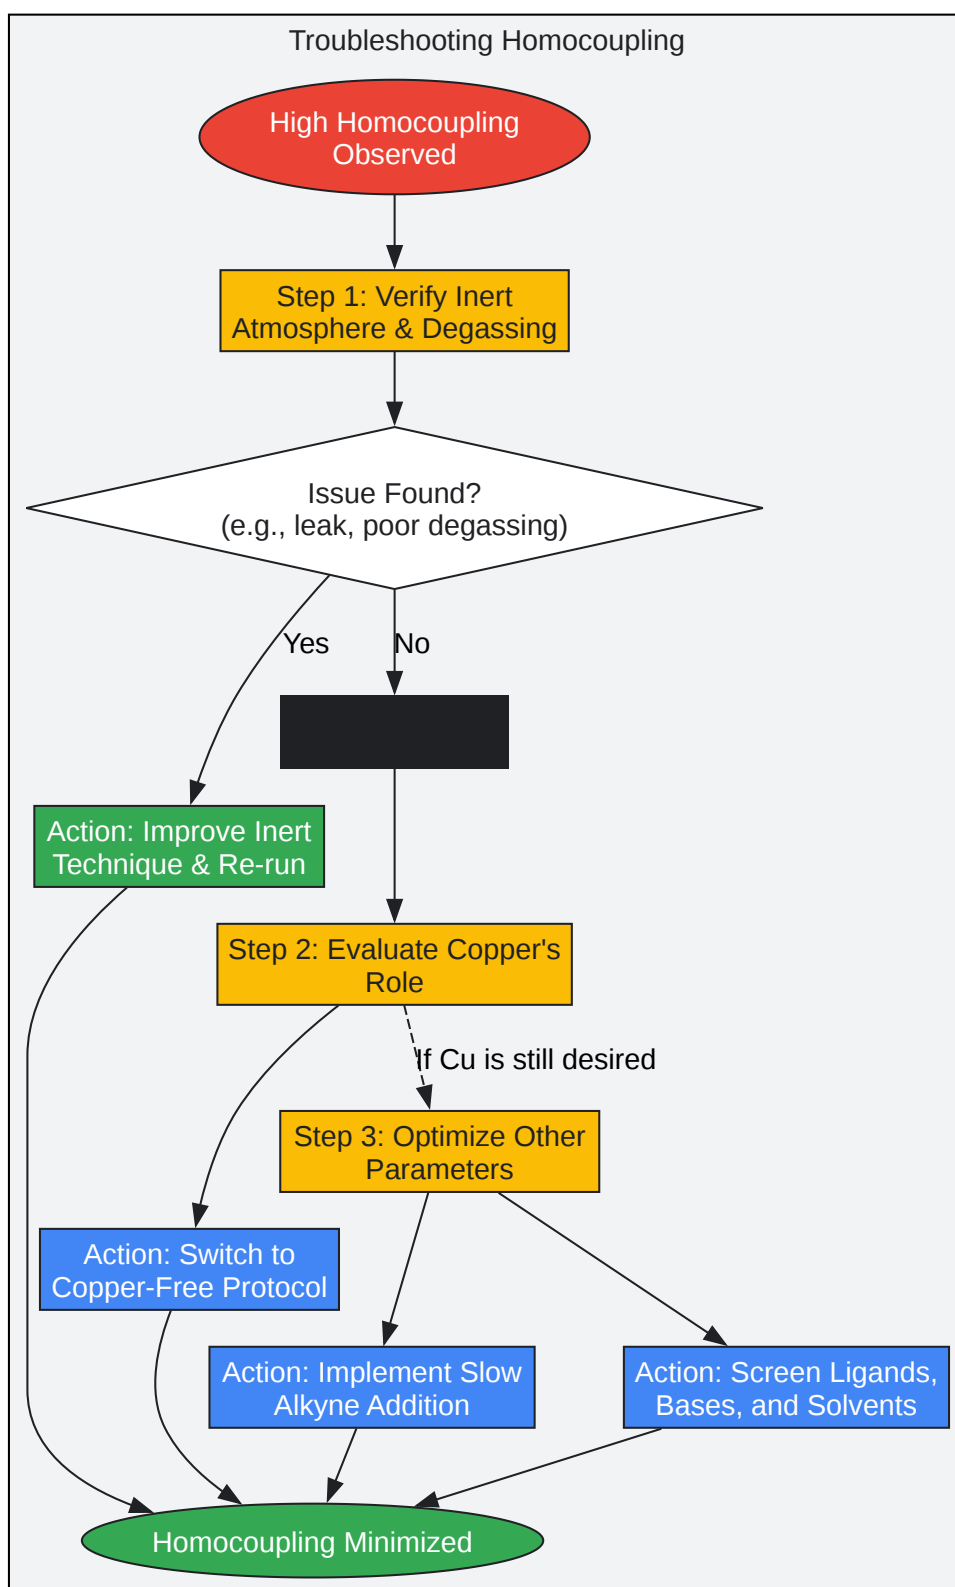 Troubleshooting Homocoupling
High Homocoupling
Observed
Step 1: Verify Inert
Atmosphere & Degassing
Issue Found?
(e.g., leak, poor degassing)
Yes
No
Action: Improve Inert
Technique & Re-run
Step 2: Evaluate Copper's
Role
If Cu is still desired
Step 3: Optimize Other
Parameters
Action: Switch to
Copper-Free Protocol
Action: Implement Slow
Alkyne Addition
Action: Screen Ligands,
Bases, and Solvents
Homocoupling Minimized